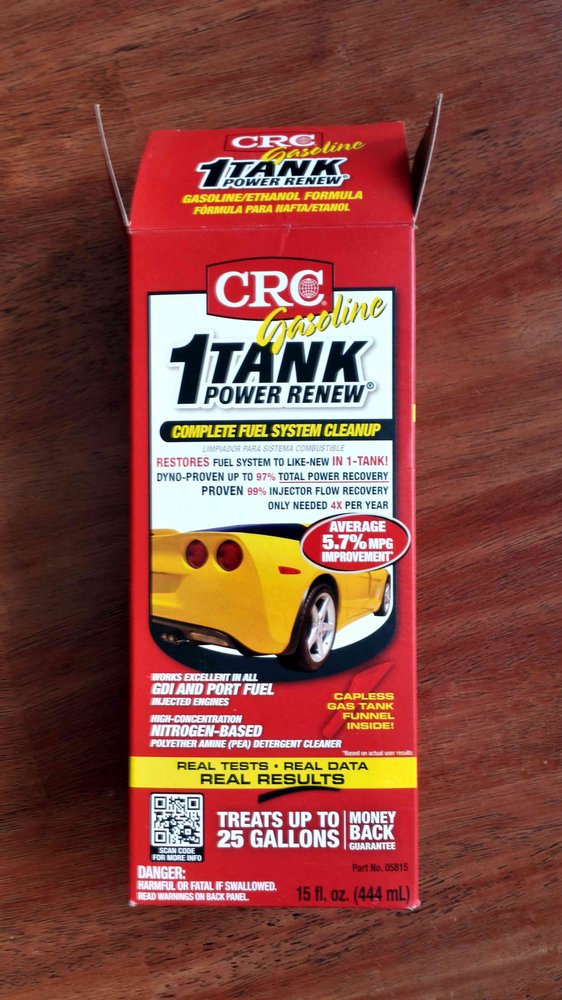 CRC
Gasoline
1TANK
POWER RENEW®
GASOLINE/ETHANOL FORMULA
FÓRMULA PARA NAFTA/ETANOL
CRC®
Gasoline
1TANK
POWER RENEW®
COMPLETE FUEL SYSTEM CLEANUP
LIMPIADOR PARA SISTEMA COMBUSTIBLE
RESTORES FUEL SYSTEM TO LIKE-NEW IN 1-TANK!
DYNO-PROVEN UP TO 97% TOTAL POWER RECOVERY
PROVEN 99% INJECTOR FLOW RECOVERY
ONLY NEEDED 4X PER YEAR
AVERAGE
5.7% MPG
IMPROVEMENT*
WORKS EXCELLENT IN ALL
GDI AND PORT FUEL
INJECTED ENGINES
HIGH-CONCENTRATION
NITROGEN-BASED
POLYETHER AMINE (PEA) DETERGENT CLEANER
CAPLESS
GAS TANK
FUNNEL
INSIDE!
*Based on actual user results
REAL TESTS • REAL DATA
REAL RESULTS
SCAN CODE
FOR MORE INFO
TREATS UP TO
25 GALLONS
MONEY
BACK
GUARANTEE
DANGER:
HARMFUL OR FATAL IF SWALLOWED.
READ WARNINGS ON BACK PANEL.
Part No. 05815
15 fl. oz. (444 mL)